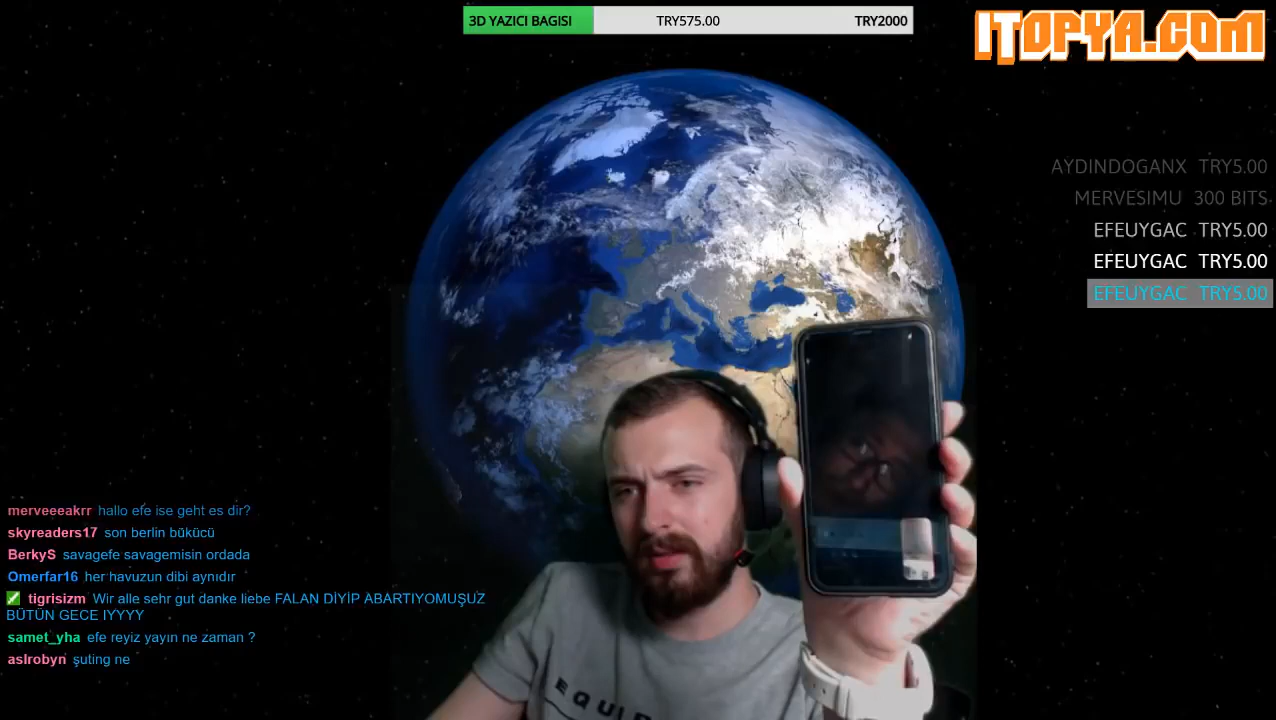 3D YAZICI BAGISI TRY575.00 TRY2000
ITOPYA.COM
AYDINDOGANX TRY5.00
MERVESIMU 300 BITS
EFEUYGAC TRY5.00
EFEUYGAC TRY5.00
EFEUYGAC TRY5.00
merveeeakrr hallo efe ise geht es dir?
skyreaders17 son berlin bükücü
BerkyS savagefe savagemisin ordada
Omerfar16 her havuzun dibi aynıdır
tigrisizm Wir alle sehr gut danke liebe FALAN DİYİP ABARTIYOMUŞUZ
BÜTÜN GECE IYYYY
samet_yha efe reyiz yayın ne zaman ?
aslrobyn şuting ne